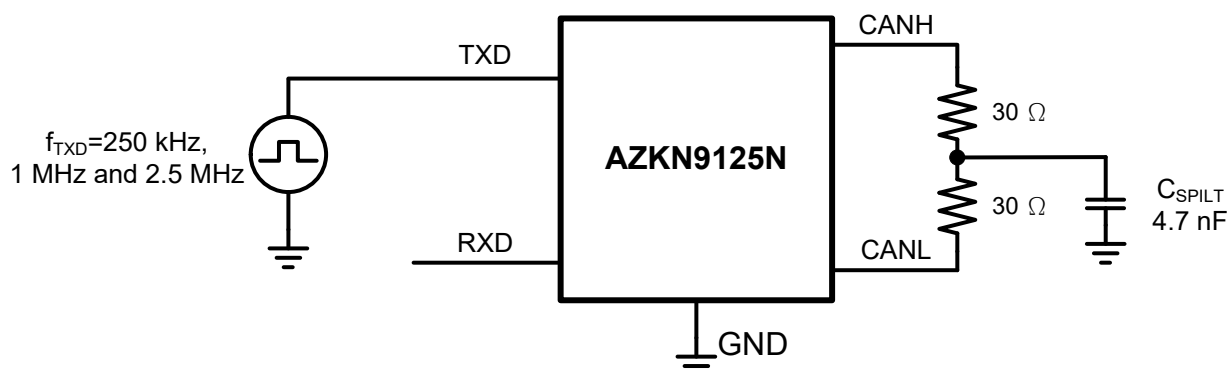 CANH
TXD
30 Ω
f_TXD=250 kHz,
1 MHz and 2.5 MHz
AZKN9125N
C_SPILT
4.7 nF
30 Ω
RXD
CANL
GND